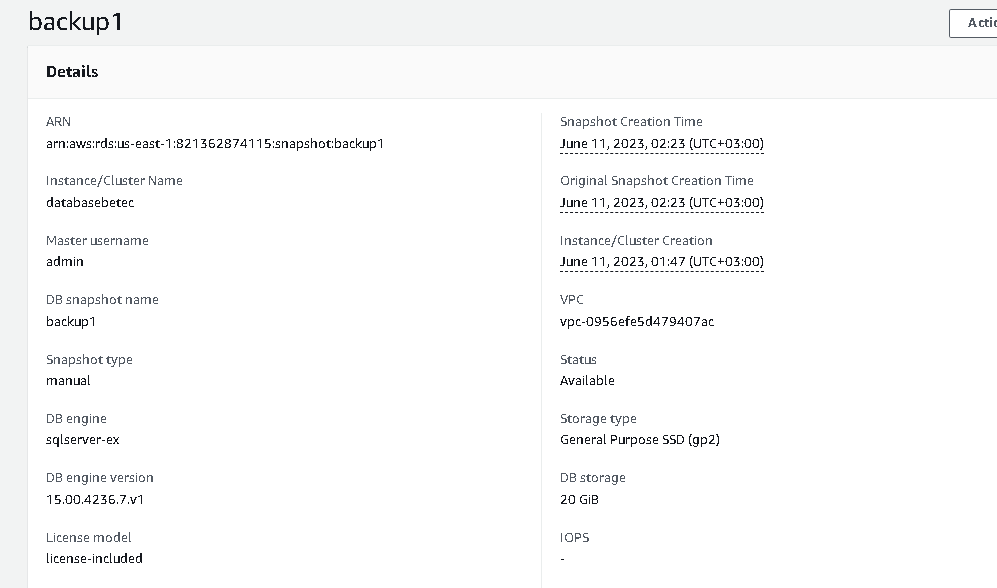 backup1
Details
ARN
arn:aws:rds:us-east-1:821362874115:snapshot:backup1
Instance/Cluster Name
databasebetec
Master username
admin
DB snapshot name
backup1
Snapshot type
manual
DB engine
sqlserver-ex
DB engine version
15.00.4236.7.v1
License model
license-included
Snapshot Creation Time
June 11, 2023, 02:23 (UTC+03:00)
Original Snapshot Creation Time
June 11, 2023, 02:23 (UTC+03:00)
Instance/Cluster Creation
June 11, 2023, 01:47 (UTC+03:00)
VPC
vpc-0956efe5d479407ac
Status
Available
Storage type
General Purpose SSD (gp2)
DB storage
20 GiB
IOPS
-